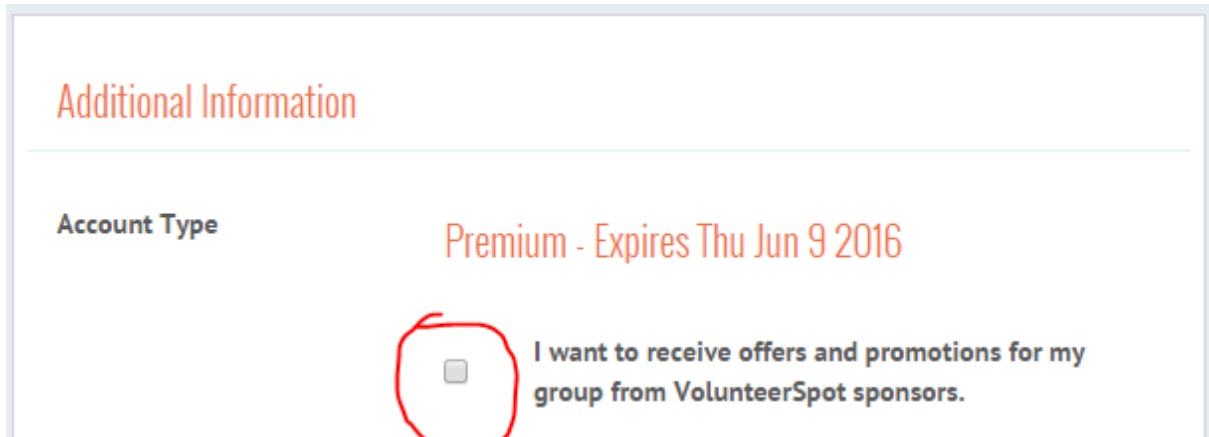 Additional Information
Account Type
Premium - Expires Thu Jun 9 2016
I want to receive offers and promotions for my
group from VolunteerSpot sponsors.